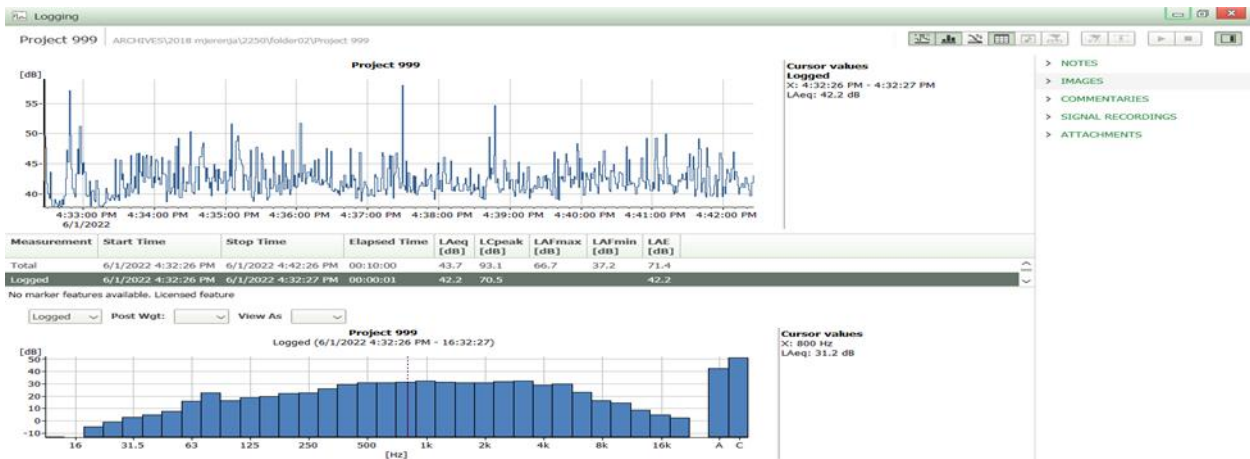 Logging
Project 999 ARCHIVES\2018 mjerenja\2250\folder02\Project 999
Project 999
[dB]
55
50
45
40
4:33:00 PM 4:34:00 PM 4:35:00 PM 4:36:00 PM 4:37:00 PM 4:38:00 PM 4:39:00 PM 4:40:00 PM 4:41:00 PM 4:42:00 PM
6/1/2022
Cursor values
Logged
X: 4:32:26 PM - 4:32:27 PM
LAeq: 42.2 dB
> NOTES
> IMAGES
> COMMENTARIES
> SIGNAL RECORDINGS
> ATTACHMENTS
Measurement Start Time Stop Time Elapsed Time LAeq [dB] LCpeak [dB] LAFmax [dB] LAFmin [dB] LAE [dB]
Total 6/1/2022 4:32:26 PM 6/1/2022 4:42:26 PM 00:10:00 43.7 93.1 66.7 37.2 71.4
Logged 6/1/2022 4:32:26 PM 6/1/2022 4:32:27 PM 00:00:01 42.2 70.5 42.2
No marker features available. Licensed feature
Logged Post Wgt: View As
Project 999
Logged (6/1/2022 4:32:26 PM - 16:32:27)
[dB]
50
40
30
20
10
0
-10
16 31.5 63 125 250 500 1k 2k 4k 8k 16k A C
[Hz]
Cursor values
X: 800 Hz
LAeq: 31.2 dB